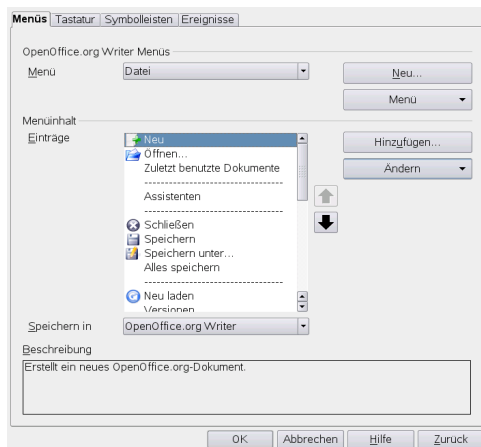 Menüs Tastatur Symbolleisten Ereignisse
OpenOffice.org Writer Menüs
Menü Datei Neu...
Menü
Menüinhalt
Einträge Neu Hinzufügen...
Öffnen... Ändern
Zuletzt benutzte Dokumente
----------------------------------
Assistenten
----------------------------------
Schließen
Speichern
Speichern unter...
Alles speichern
----------------------------------
Neu laden
Versionen
Speichern in OpenOffice.org Writer
Beschreibung
Erstellt ein neues OpenOffice.org-Dokument.
OK Abbrechen Hilfe Zurück